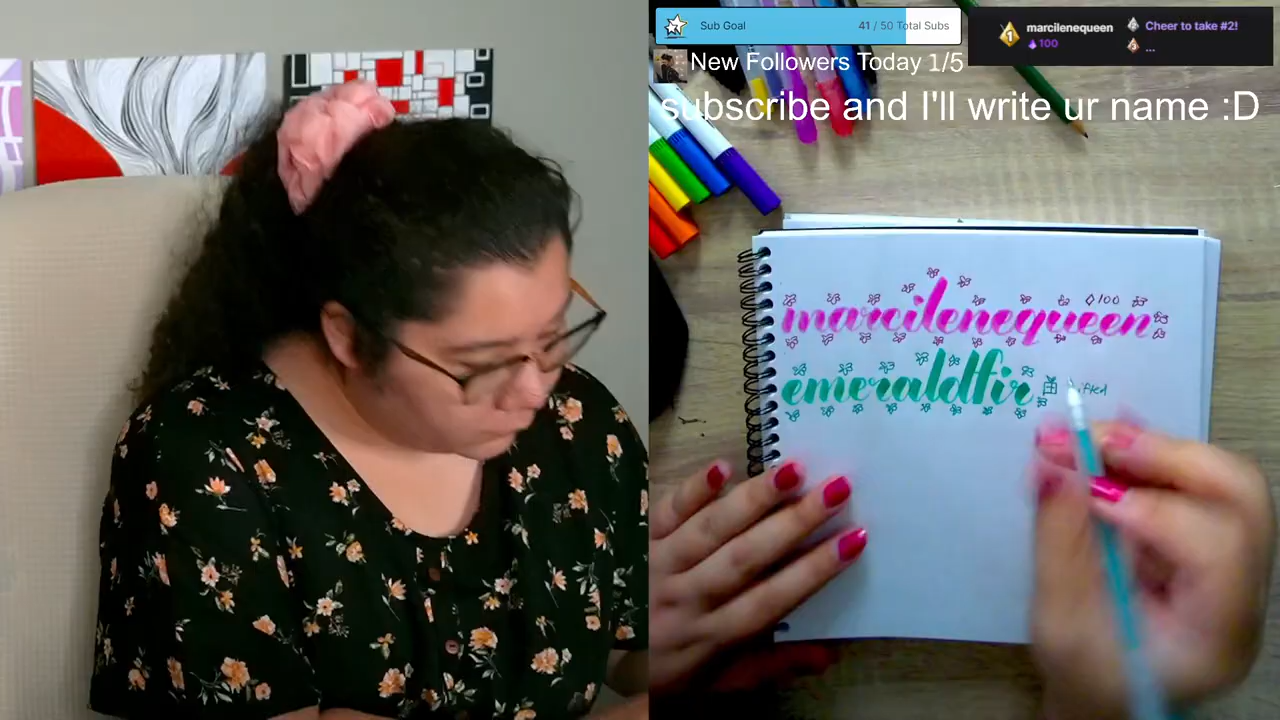 Sub Goal 41 / 50 Total Subs
1 marcilenequeen Cheer to take #2!
100 ...
New Followers Today 1/5
subscribe and I'll write ur name :D
100
marcilenequeen
emeraldfir